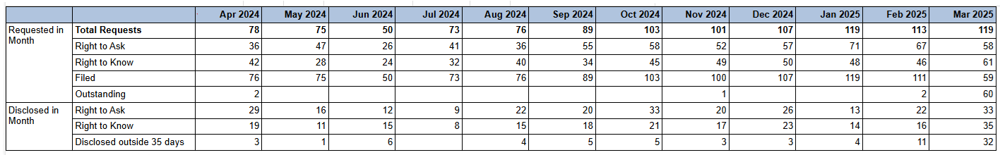 Apr 2024 May 2024 Jun 2024 Jul 2024 Aug 2024 Sep 2024 Oct 2024 Nov 2024 Dec 2024 Jan 2025 Feb 2025 Mar 2025
Requested in Month Total Requests 78 75 50 73 76 89 103 101 107 119 113 119
Right to Ask 36 47 26 41 36 55 58 52 57 71 67 58
Right to Know 42 28 24 32 40 34 45 49 50 48 46 61
Filed 76 75 50 73 76 89 103 100 107 119 111 59
Outstanding 2 1 2 60
Disclosed in Month Right to Ask 29 16 12 9 22 20 33 20 26 13 22 33
Right to Know 19 11 15 8 15 18 21 17 23 14 16 35
Disclosed outside 35 days 3 1 6 4 5 5 3 3 4 11 32